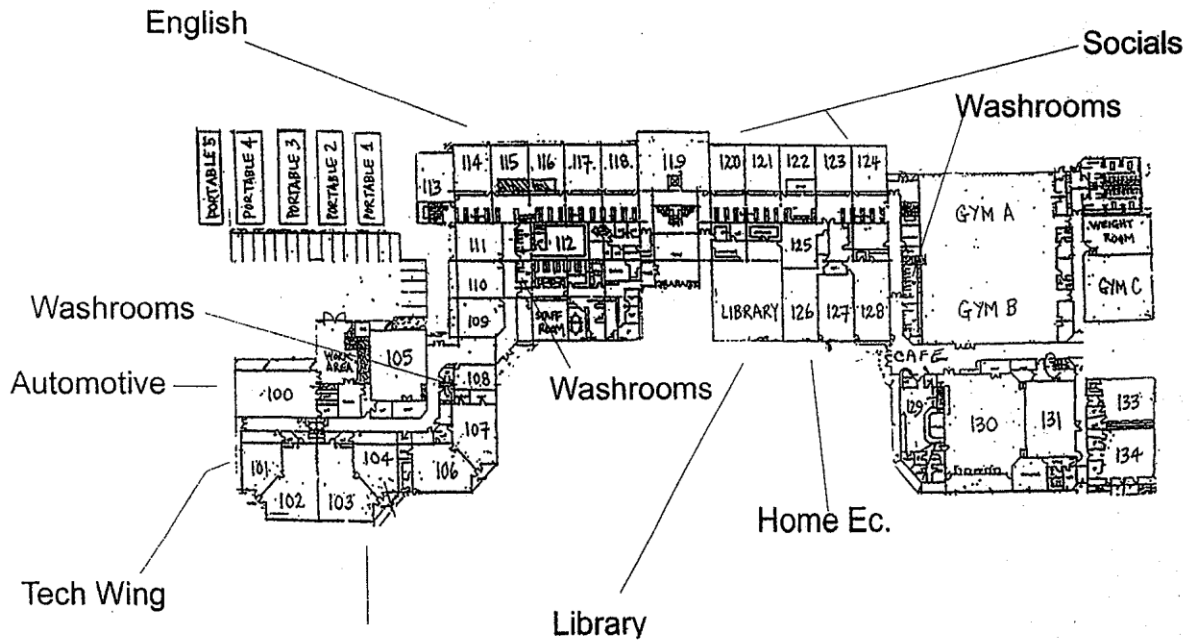 English
Socials
Washrooms
PORTABLE 5
PORTABLE 4
PORTABLE 3
PORTABLE 2
PORTABLE 1
113
114
115
116
117
118
119
120
121
122
123
124
GYM A
WEIGHT
ROOM
111
112
125
110
GYM B
GYM C
Washrooms
109
STAFF
ROOM
LIBRARY
126
127
128
WORK
AREA
105
CAFE
Automotive
100
108
Washrooms
129
130
131
133
107
101
104
106
134
102
103
Home Ec.
Tech Wing
Library